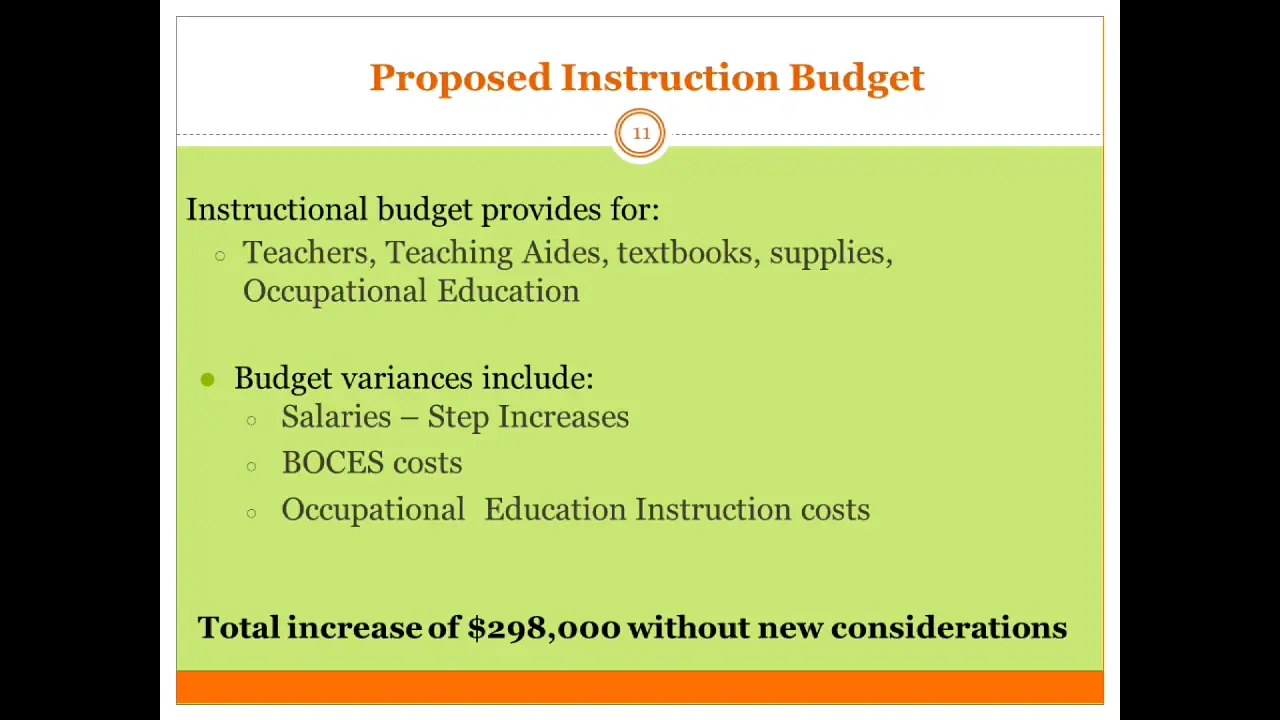 Proposed Instruction Budget
11
Instructional budget provides for:
○ Teachers, Teaching Aides, textbooks, supplies,
Occupational Education
● Budget variances include:
○ Salaries – Step Increases
○ BOCES costs
○ Occupational  Education Instruction costs
Total increase of $298,000 without new considerations